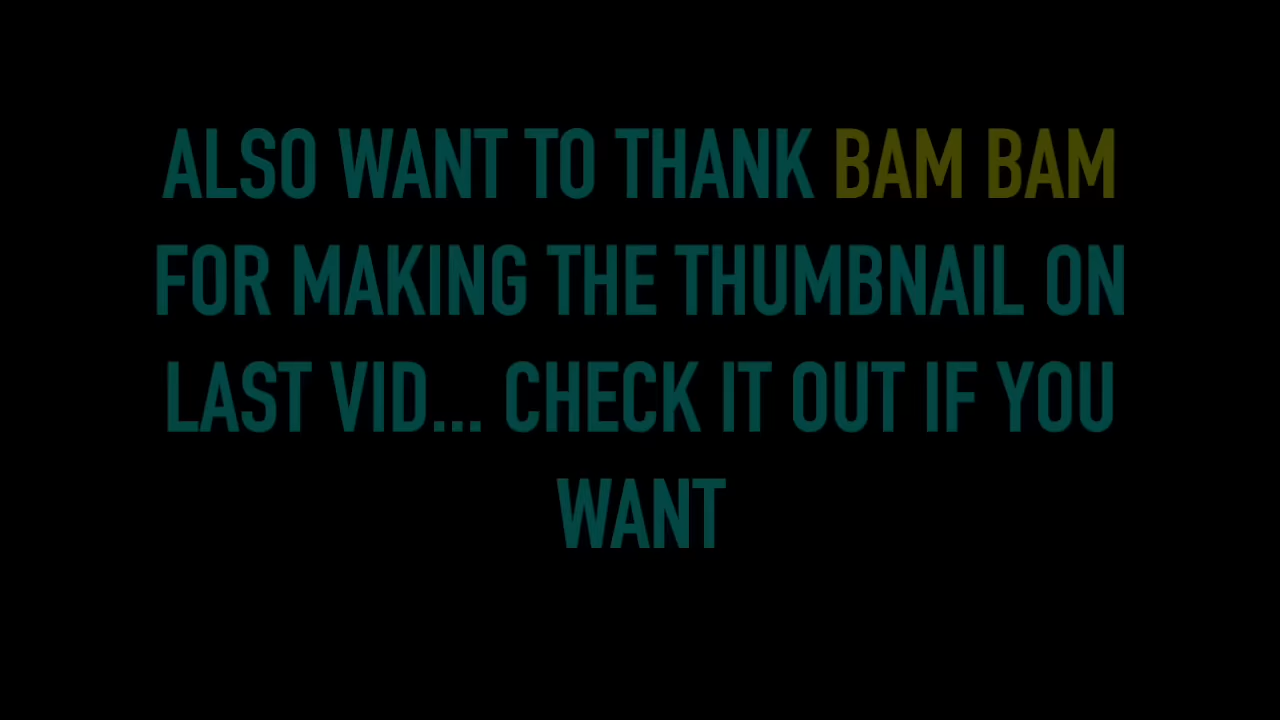 ALSO WANT TO THANK BAM BAM
FOR MAKING THE THUMBNAIL ON
LAST VID... CHECK IT OUT IF YOU
WANT